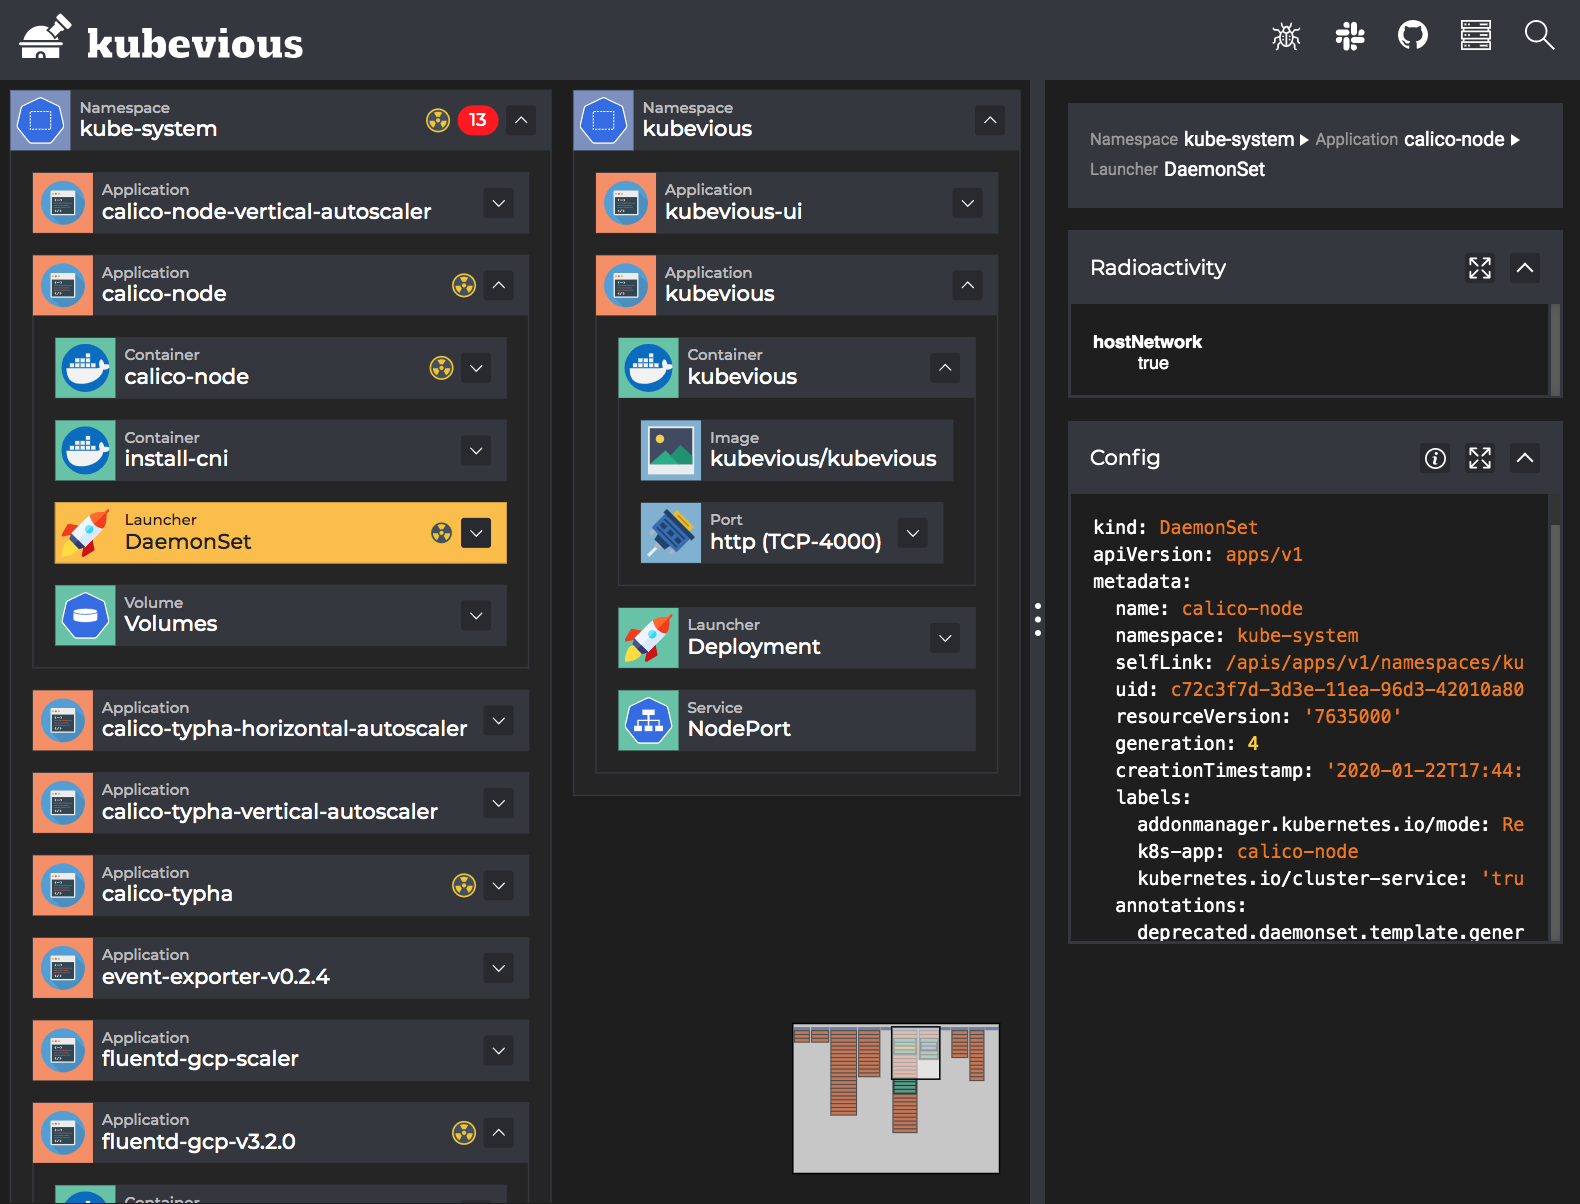 kubevious
Namespace
kube-system
13
Application
calico-node-vertical-autoscaler
Application
calico-node
Container
calico-node
Container
install-cni
Launcher
DaemonSet
Volume
Volumes
Application
calico-typha-horizontal-autoscaler
Application
calico-typha-vertical-autoscaler
Application
calico-typha
Application
event-exporter-v0.2.4
Application
fluentd-gcp-scaler
Application
fluentd-gcp-v3.2.0
Container
Namespace
kubevious
Application
kubevious-ui
Application
kubevious
Container
kubevious
Image
kubevious/kubevious
Port
http (TCP-4000)
Launcher
Deployment
Service
NodePort
Namespace kube-system ▸ Application calico-node ▸
Launcher DaemonSet
Radioactivity
hostNetwork
true
Config
kind: DaemonSet
apiVersion: apps/v1
metadata:
name: calico-node
namespace: kube-system
selfLink: /apis/apps/v1/namespaces/ku
uid: c72c3f7d-3d3e-11ea-96d3-42010a80
resourceVersion: '7635000'
generation: 4
creationTimestamp: '2020-01-22T17:44:
labels:
addonmanager.kubernetes.io/mode: Re
k8s-app: calico-node
kubernetes.io/cluster-service: 'tru
annotations:
deprecated.daemonset.template.gener